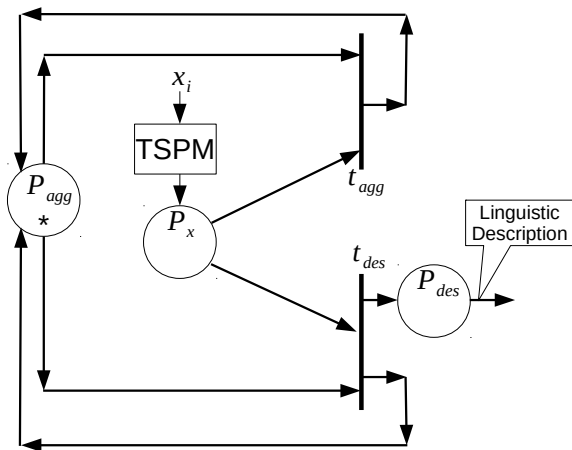 x_i
TSPM
P_agg
*
P_x
t_agg
t_des
P_des
Linguistic
Description